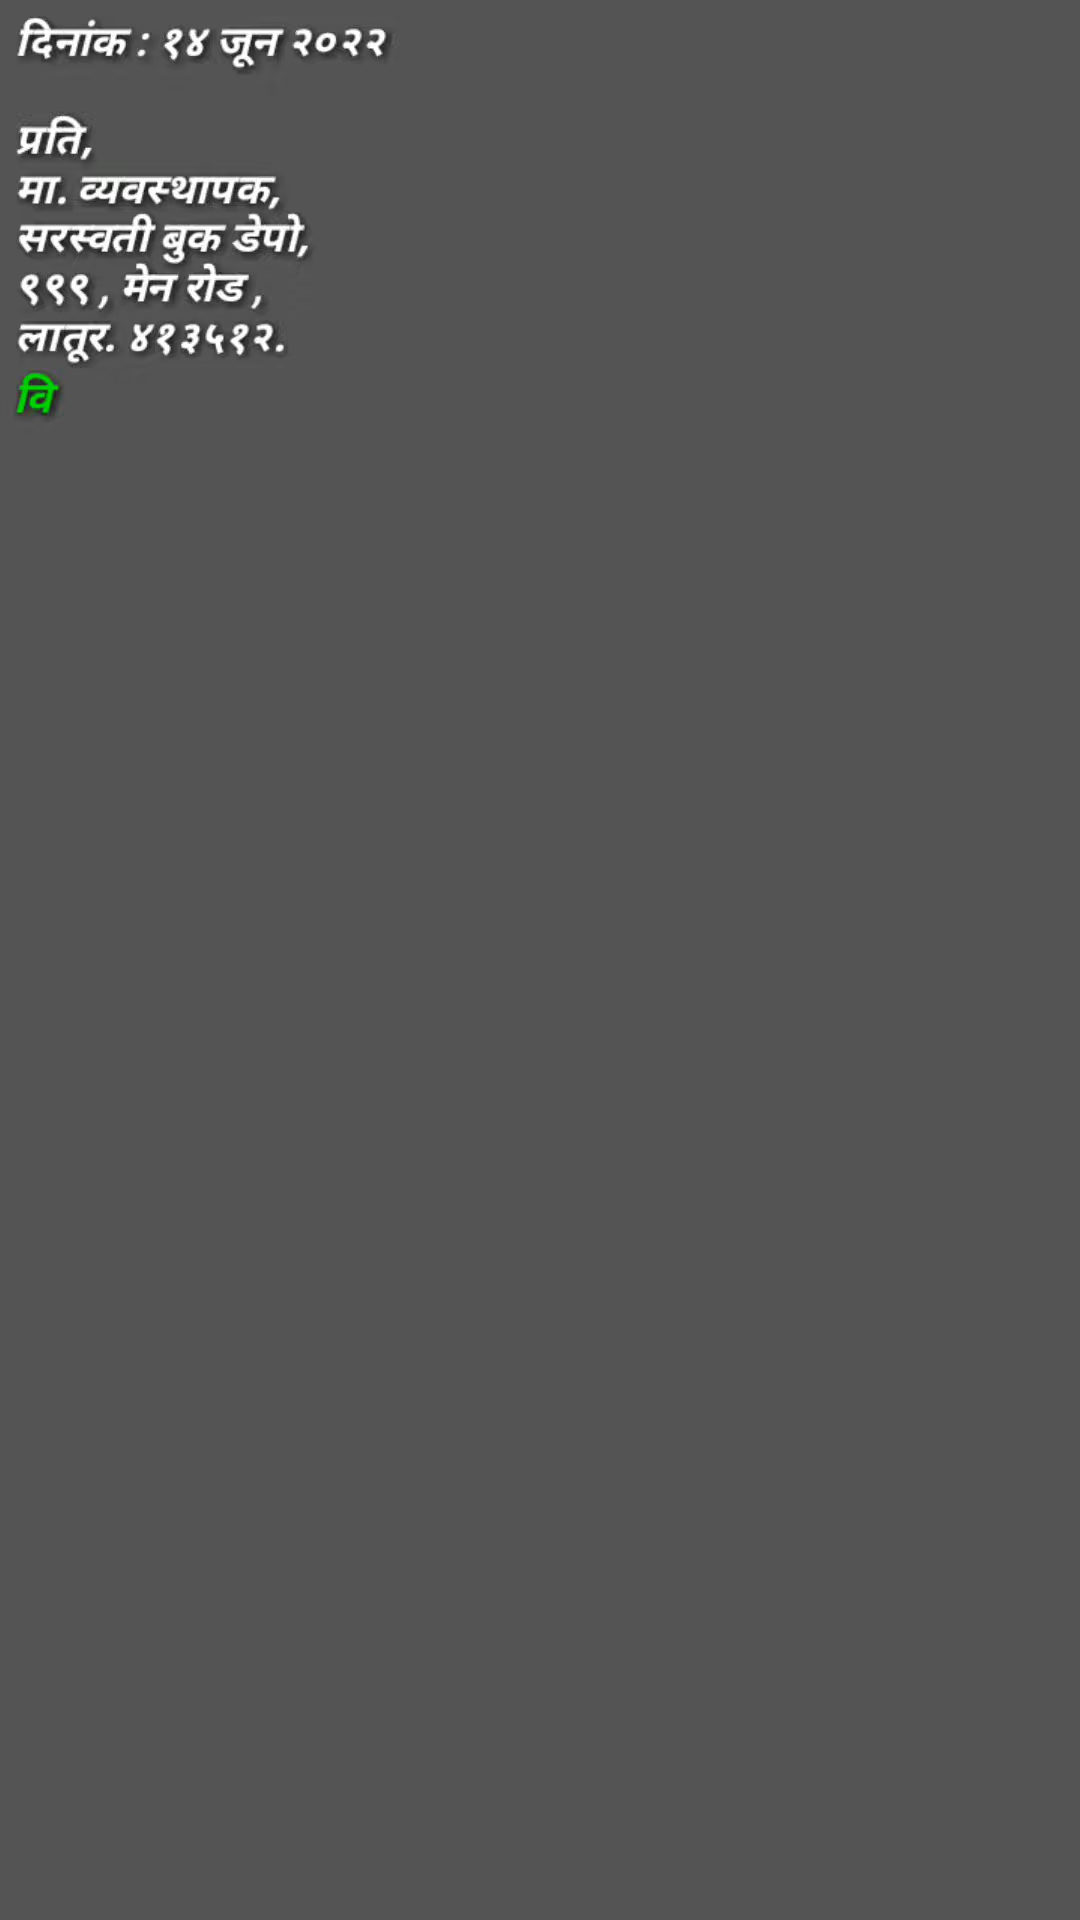 दिनांक : १४ जून २०२२
प्रति,
मा. व्यवस्थापक,
सरस्वती बुक डेपो,
९९९ , मेन रोड ,
लातूर. ४१३५१२.
वि